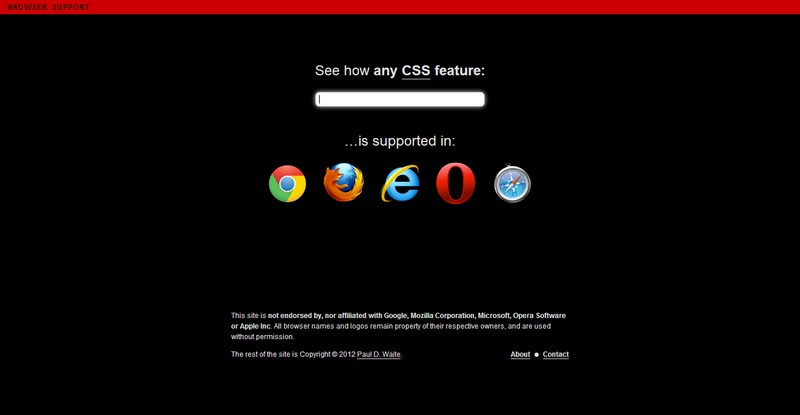 BROWSER SUPPORT
See how any CSS feature:
…is supported in:
This site is not endorsed by, nor affiliated with Google, Mozilla Corporation, Microsoft, Opera Software
or Apple Inc. All browser names and logos remain property of their respective owners, and are used
without permission.
The rest of the site is Copyright © 2012 Paul D. Waite. About ● Contact